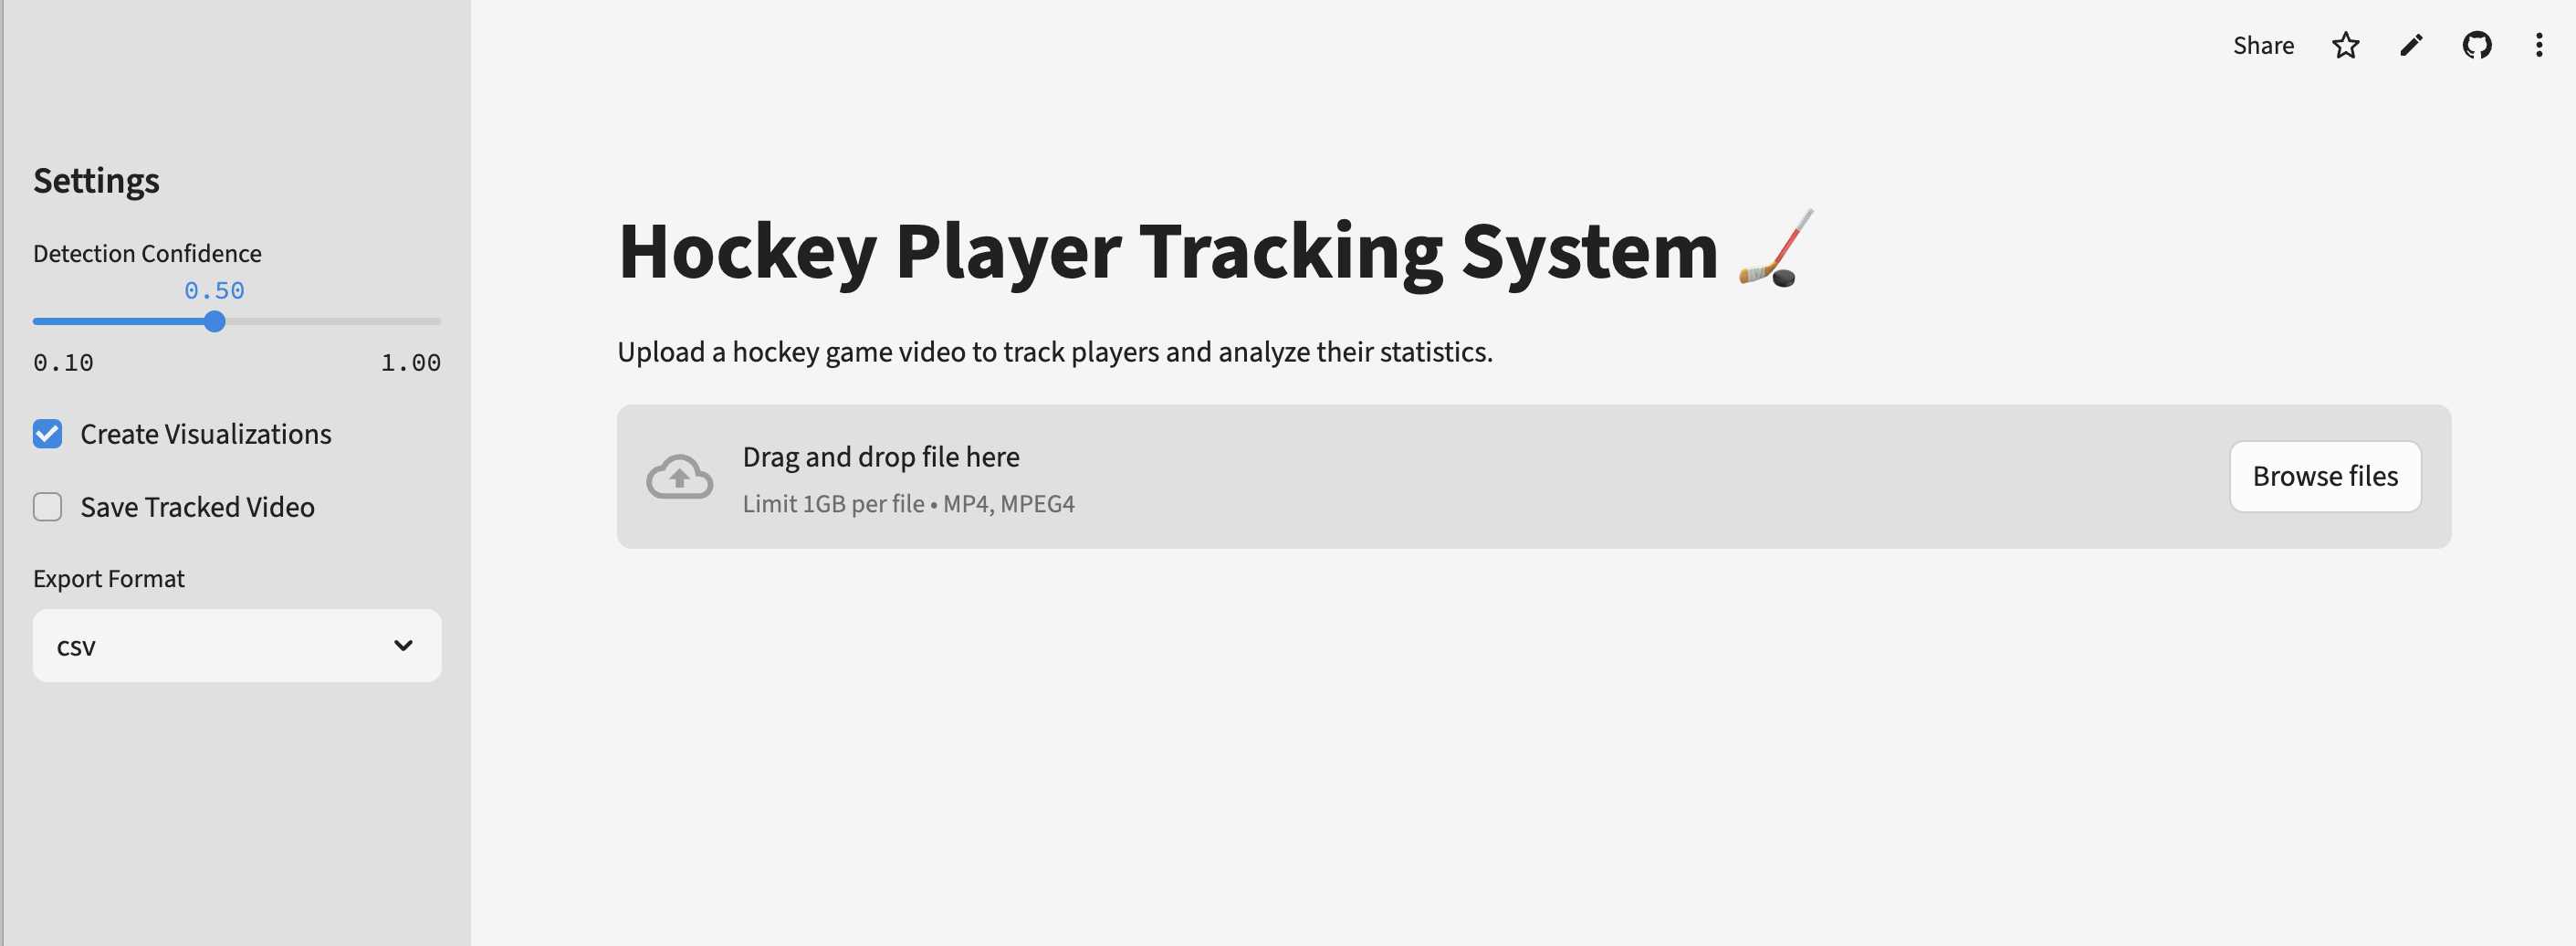 Share
Settings
Detection Confidence
0.50
0.10 1.00
Create Visualizations
Save Tracked Video
Export Format
csv
Hockey Player Tracking System 🏒
Upload a hockey game video to track players and analyze their statistics.
Drag and drop file here
Limit 1GB per file • MP4, MPEG4
Browse files